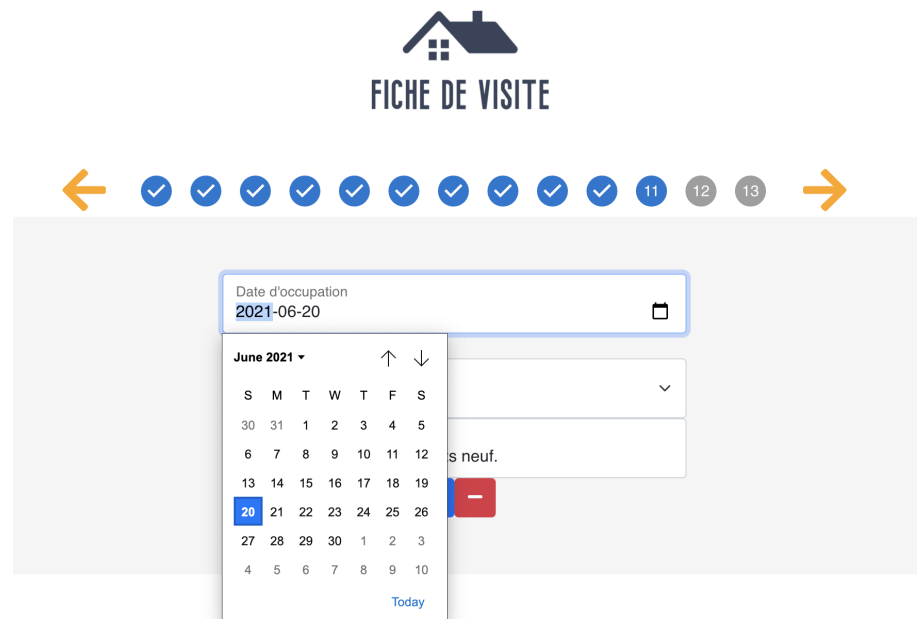 FICHE DE VISITE
11 12 13
Date d'occupation
2021-06-20
June 2021
S M T W T F S
30 31 1 2 3 4 5
6 7 8 9 10 11 12
s neuf.
13 14 15 16 17 18 19
20 21 22 23 24 25 26
27 28 29 30 1 2 3
4 5 6 7 8 9 10
Today